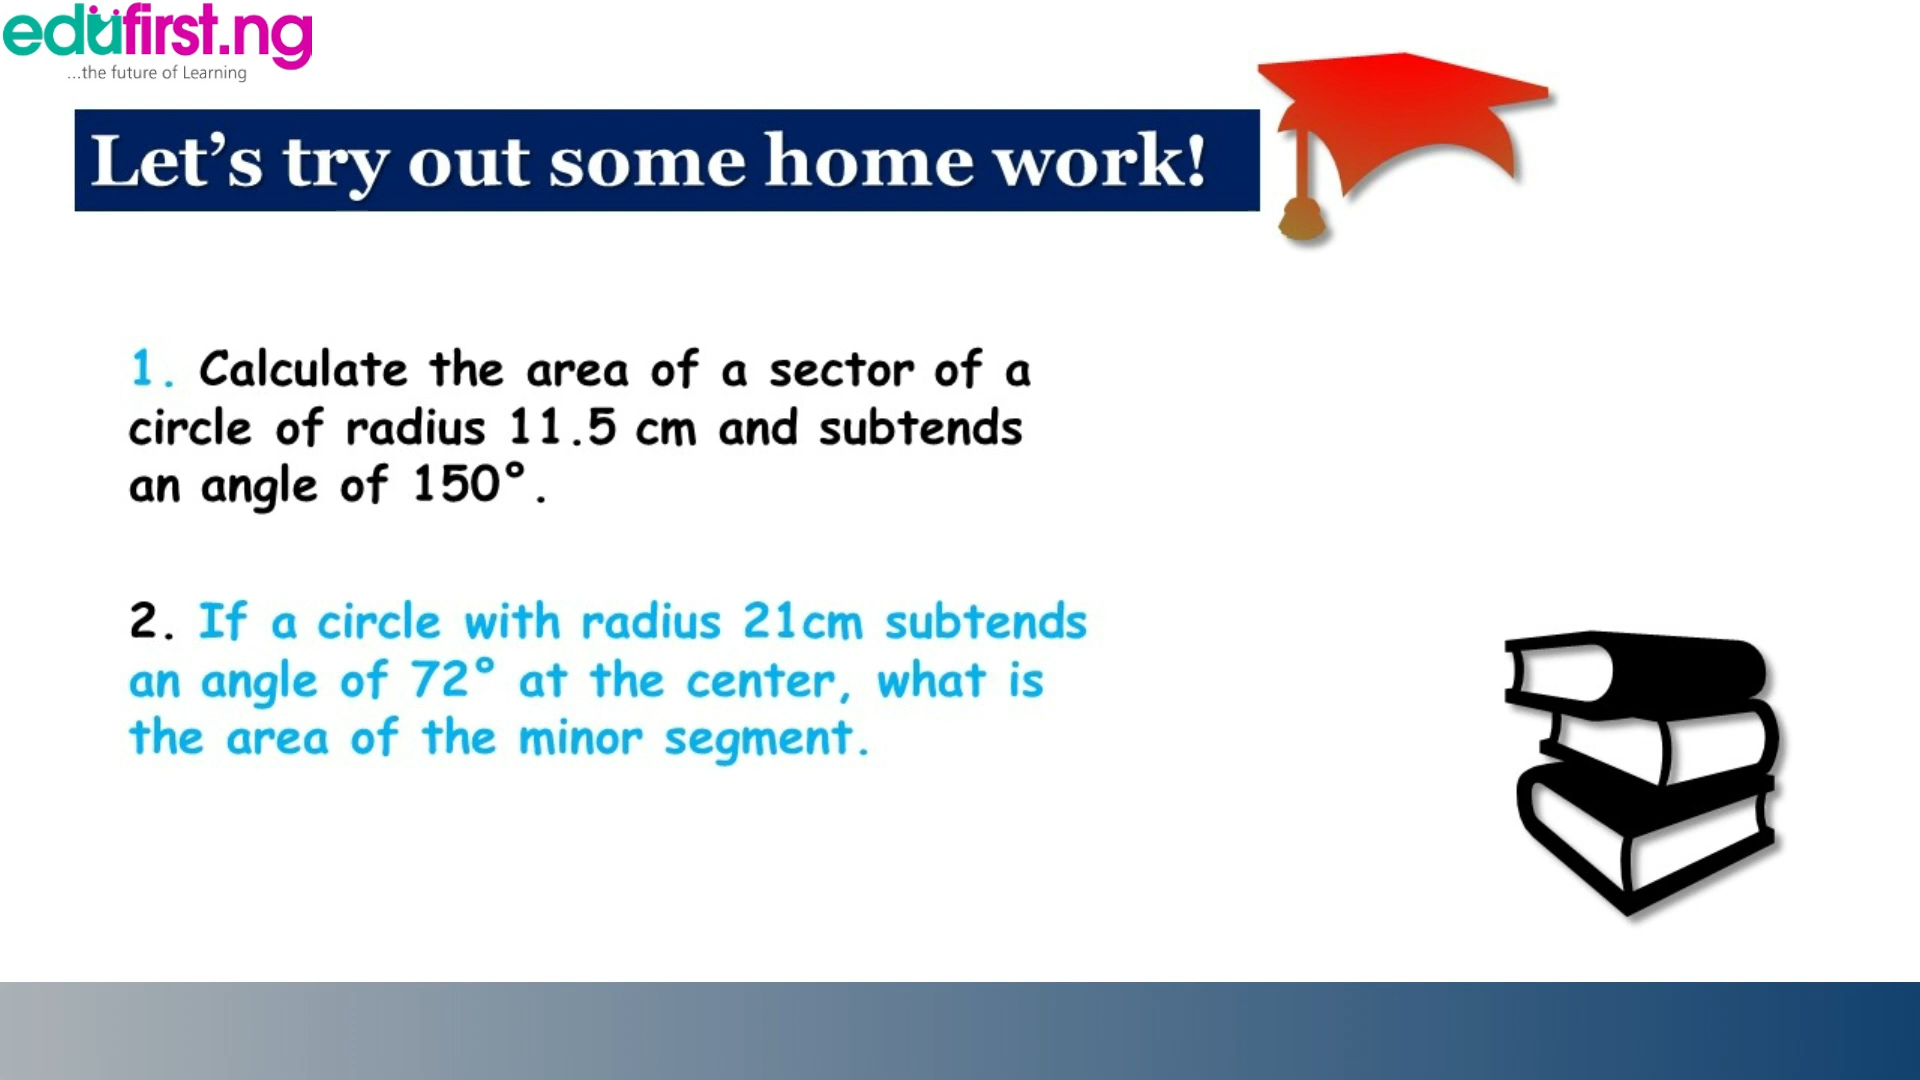 edufirst.ng
...the future of Learning
Let’s try out some home work!
1. Calculate the area of a sector of a
circle of radius 11.5 cm and subtends
an angle of 150°.
2. If a circle with radius 21cm subtends
an angle of 72° at the center, what is
the area of the minor segment.